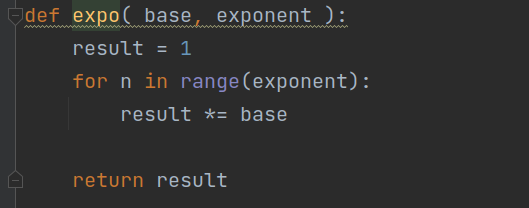 def expo( base, exponent ):
    result = 1
    for n in range(exponent):
        result *= base

    return result